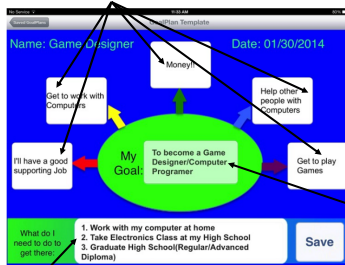 No Service
11:35 AM
80%
Saved GoalPlans
GoalPlan Template
Name: Game Designer
Date: 01/30/2014
Money!!
Get to work with
Computers
Help other
people with
Computers
I'll have a good
supporting Job
My
Goal:
To become a Game
Designer/Computer
Programer
Get to play
Games
What do I
need to do to
get there:
1. Work with my computer at home
2. Take Electronics Class at my High School
3. Graduate High School(Regular/Advanced
Diploma)
Save